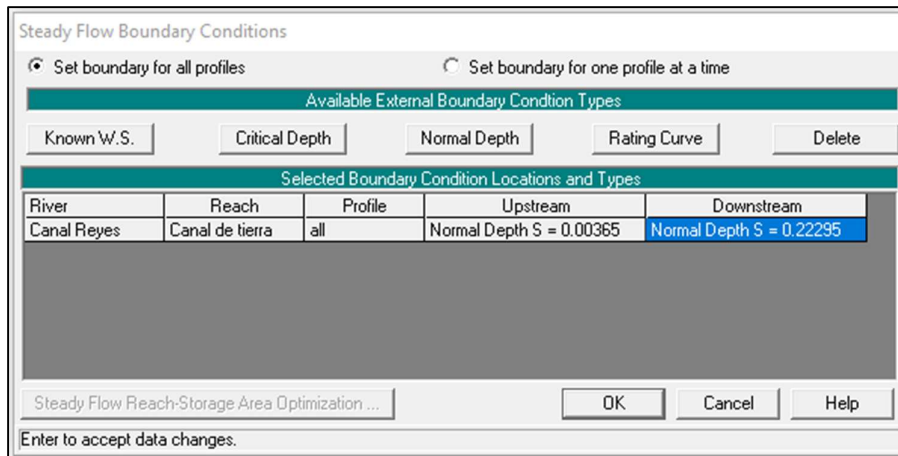 Steady Flow Boundary Conditions
Set boundary for all profiles Set boundary for one profile at a time
Available External Boundary Condtion Types
Known W.S. Critical Depth Normal Depth Rating Curve Delete
Selected Boundary Condition Locations and Types
River Reach Profile Upstream Downstream
Canal Reyes Canal de tierra all Normal Depth S = 0.00365 Normal Depth S = 0.22295
Steady Flow Reach-Storage Area Optimization ... OK Cancel Help
Enter to accept data changes.